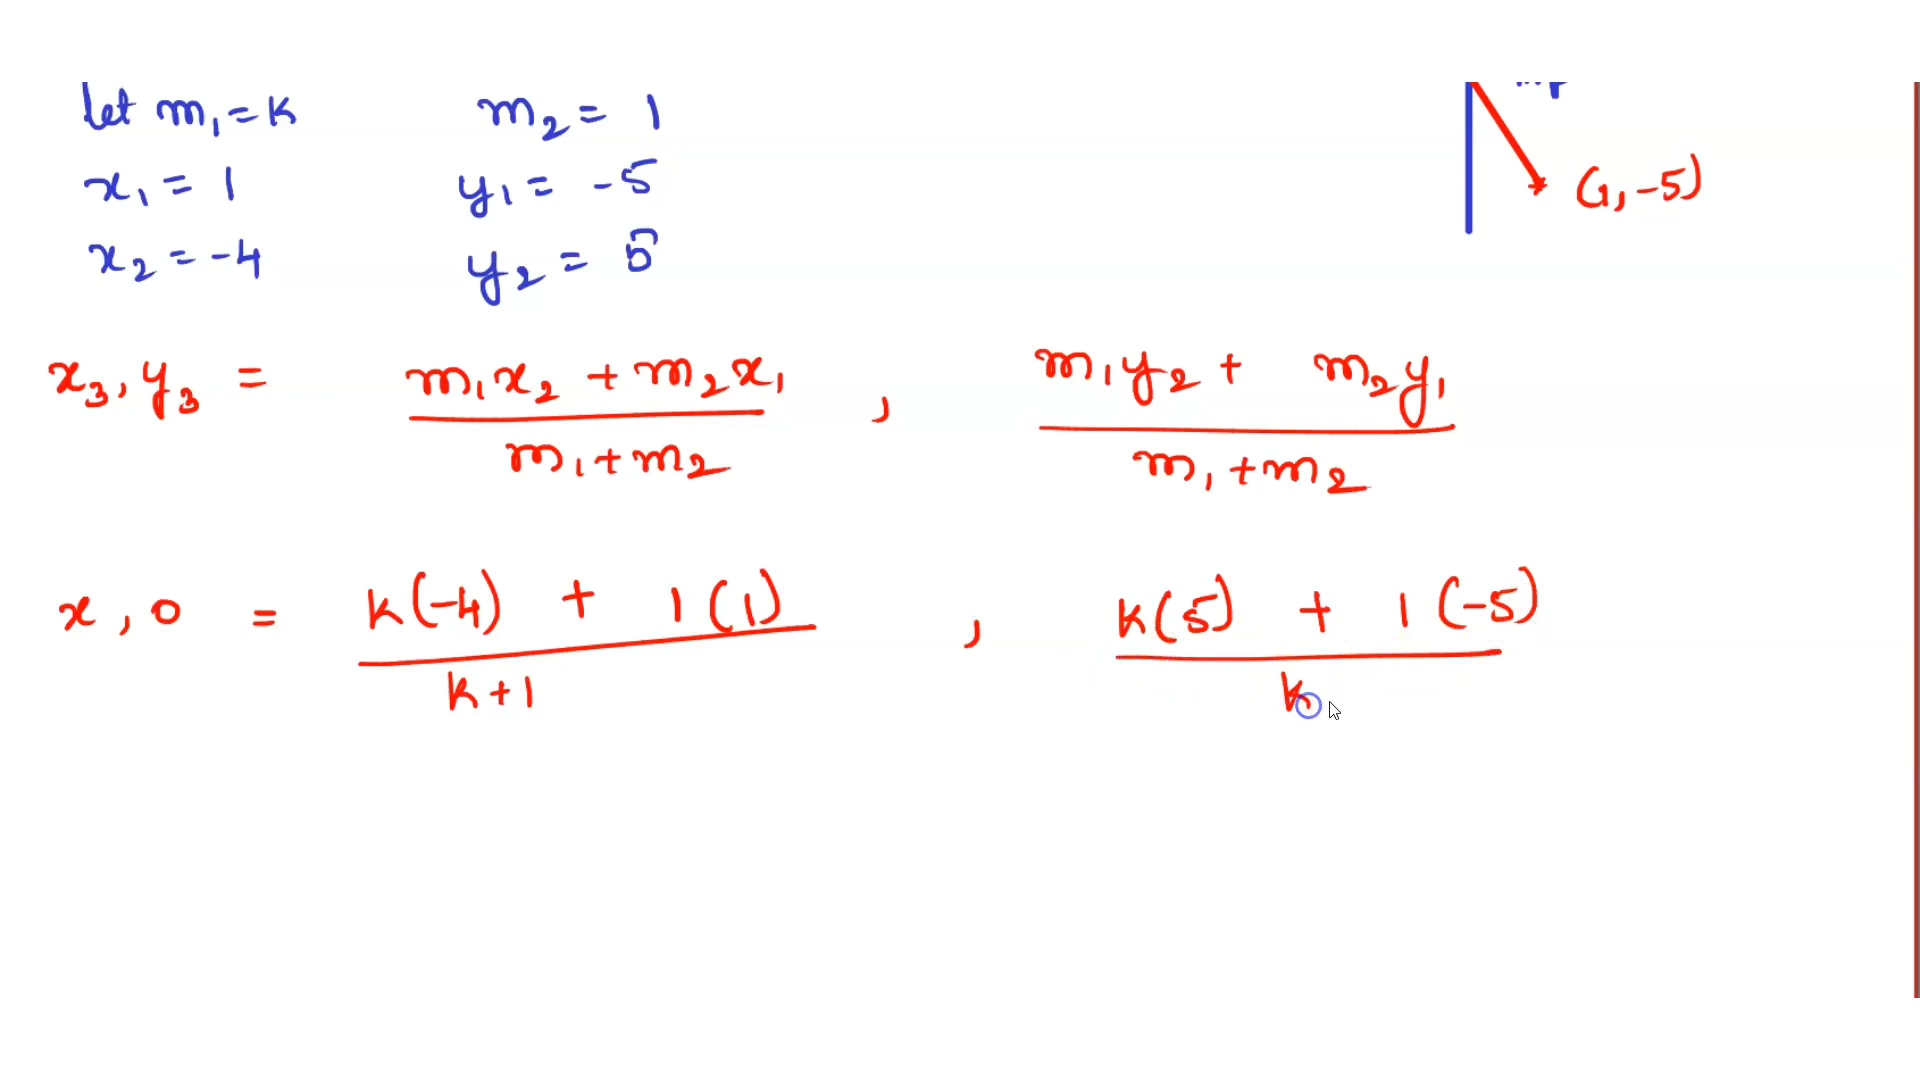 let m₁ = k m₂ = 1
x₁ = 1 y₁ = -5
(1, -5)
x₂ = -4 y₂ = 5
x₃, y₃ = m₁x₂ + m₂x₁ , m₁y₂ + m₂y₁
m₁ + m₂ m₁ + m₂
x, 0 = k(-4) + 1(1) , k(5) + 1(-5)
k+1 k